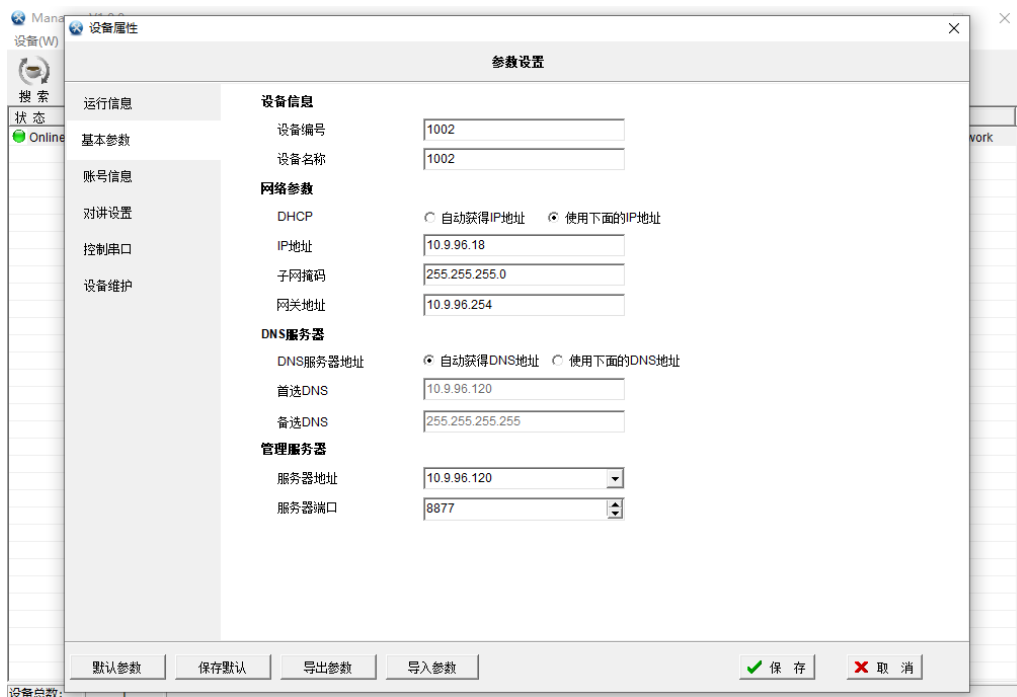 设备属性
设备(W)
参数设置
搜 索
状 态
Online
运行信息
基本参数
账号信息
对讲设置
控制串口
设备维护
设备信息
设备编号 1002
设备名称 1002
网络参数
DHCP 自动获得IP地址 使用下面的IP地址
IP地址 10.9.96.18
子网掩码 255.255.255.0
网关地址 10.9.96.254
DNS服务器
DNS服务器地址 自动获得DNS地址 使用下面的DNS地址
首选DNS 10.9.96.120
备选DNS 255.255.255.255
管理服务器
服务器地址 10.9.96.120
服务器端口 8877
默认参数 保存默认 导出参数 导入参数 保 存 取 消
设备总数: